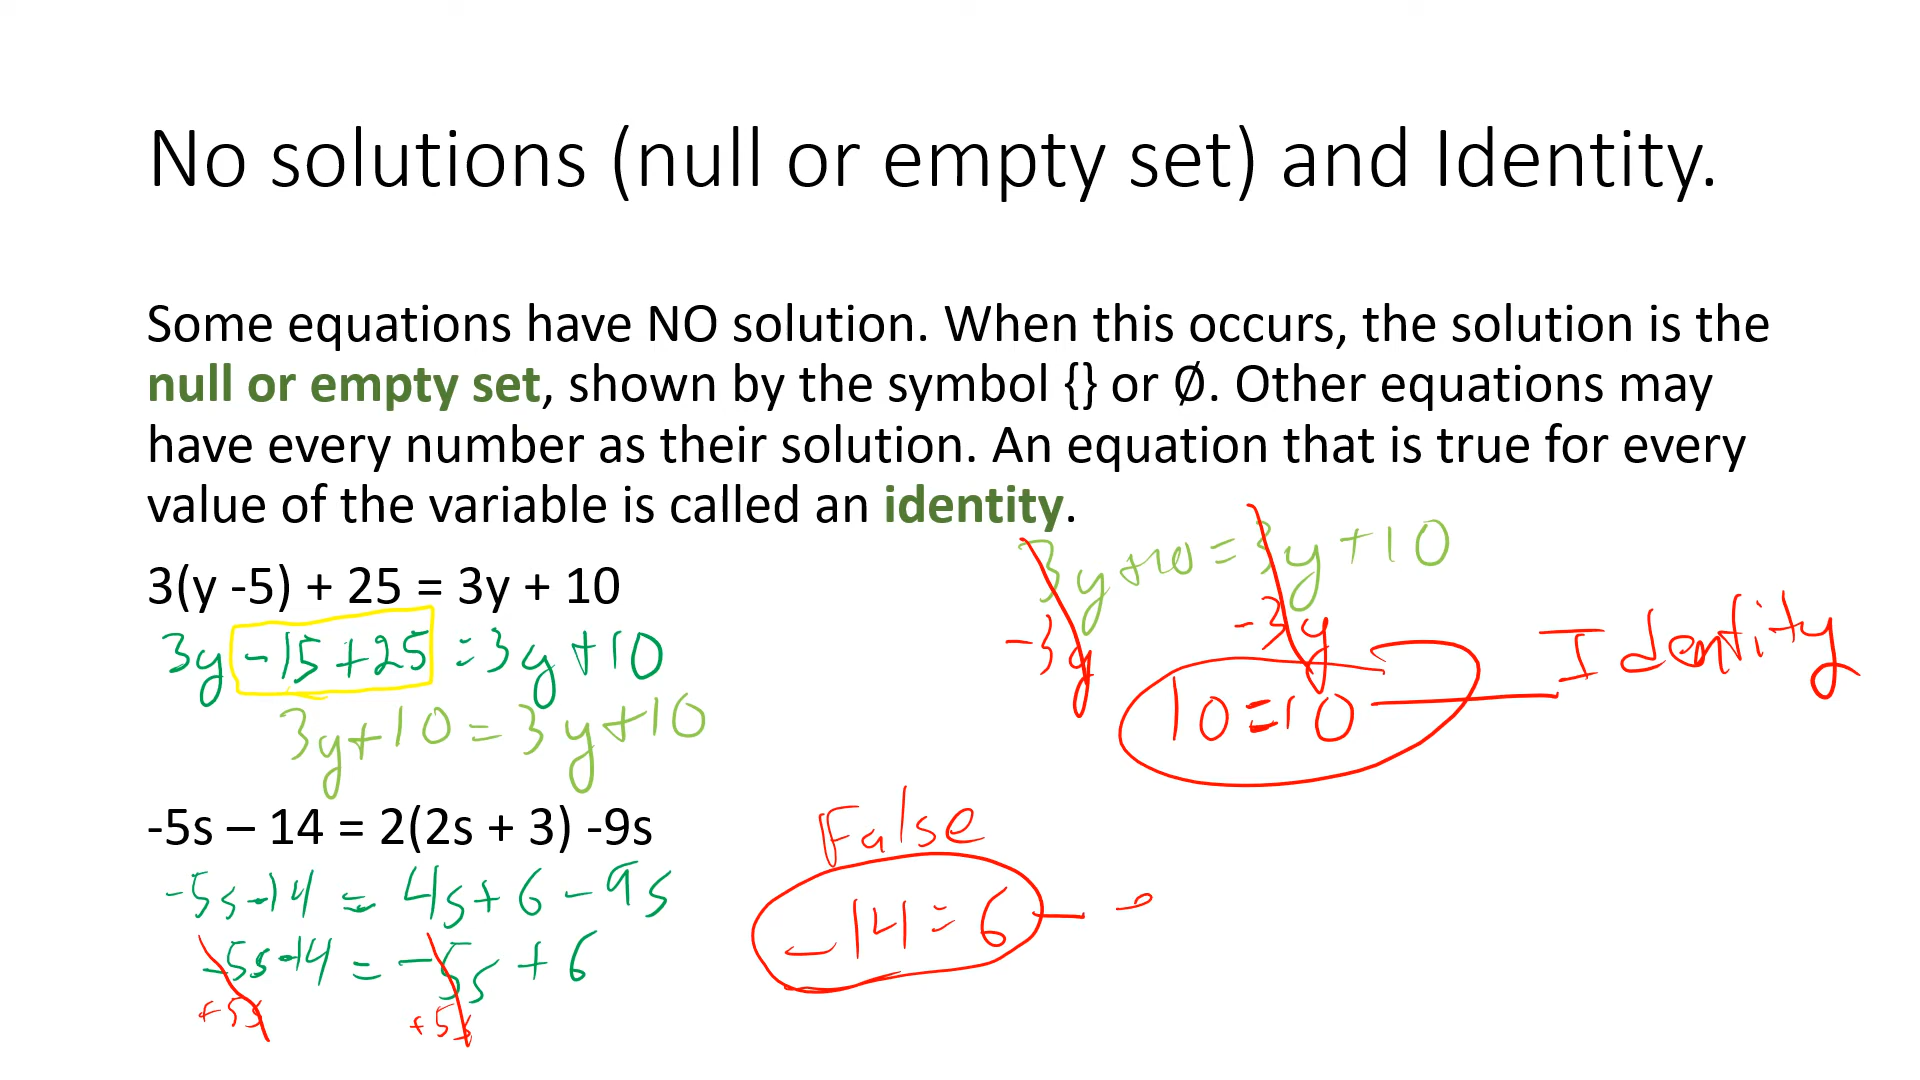 No solutions (null or empty set) and Identity.
Some equations have NO solution. When this occurs, the solution is the
null or empty set, shown by the symbol {} or ∅. Other equations may
have every number as their solution. An equation that is true for every
value of the variable is called an identity.
3(y -5) + 25 = 3y + 10
3y -15 +25 = 3y +10
3y+10 = 3y+10
3y+10 = 3y+10
-3y -3y
10=10
Identity
-5s – 14 = 2(2s + 3) -9s
-5s-14 = 4s+6-9s
-5s-14 = -5s +6
+5s +5s
False
-14=6